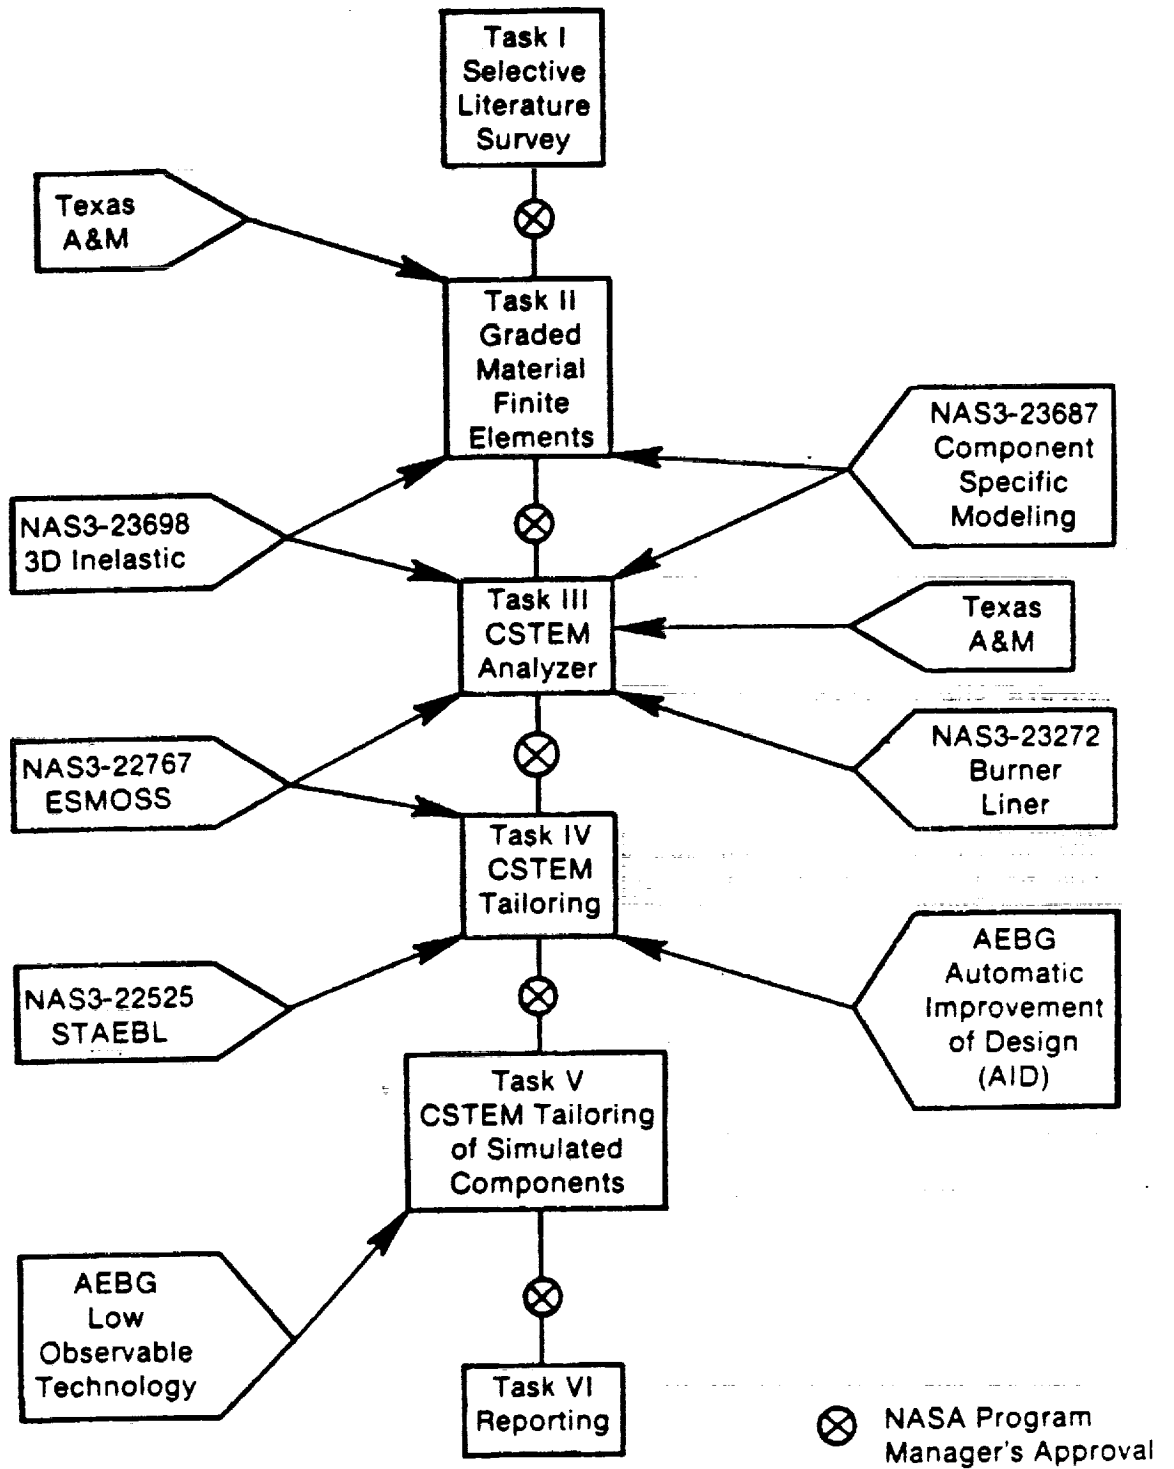 Task I
Selective
Literature
Survey
Texas
A&M
Task II
Graded
Material
Finite
Elements
NAS3-23687
Component
Specific
Modeling
NAS3-23698
3D Inelastic
Task III
CSTEM
Analyzer
Texas
A&M
NAS3-22767
ESMOSS
NAS3-23272
Burner
Liner
Task IV
CSTEM
Tailoring
NAS3-22525
STAEBL
AEBG
Automatic
Improvement
of Design
(AID)
Task V
CSTEM Tailoring
of Simulated
Components
AEBG
Low
Observable
Technology
Task VI
Reporting
NASA Program
Manager's Approval